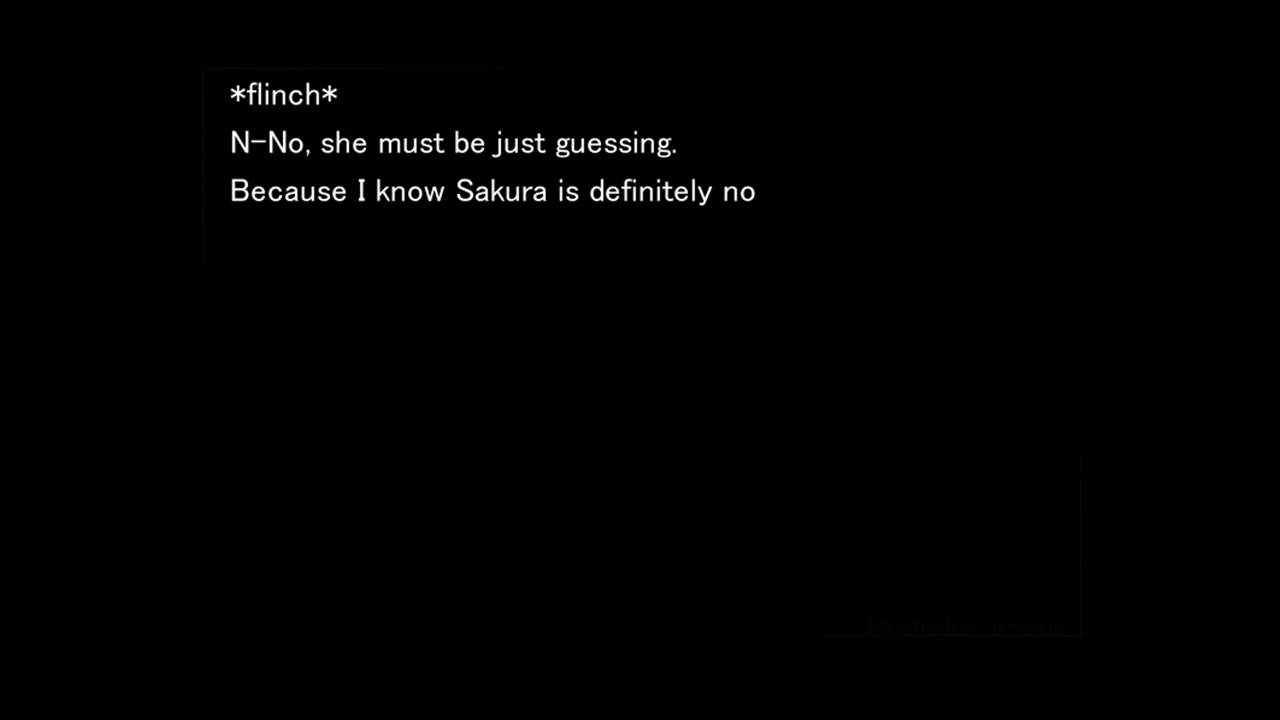 *flinch*
N-No, she must be just guessing.
Because I know Sakura is definitely no